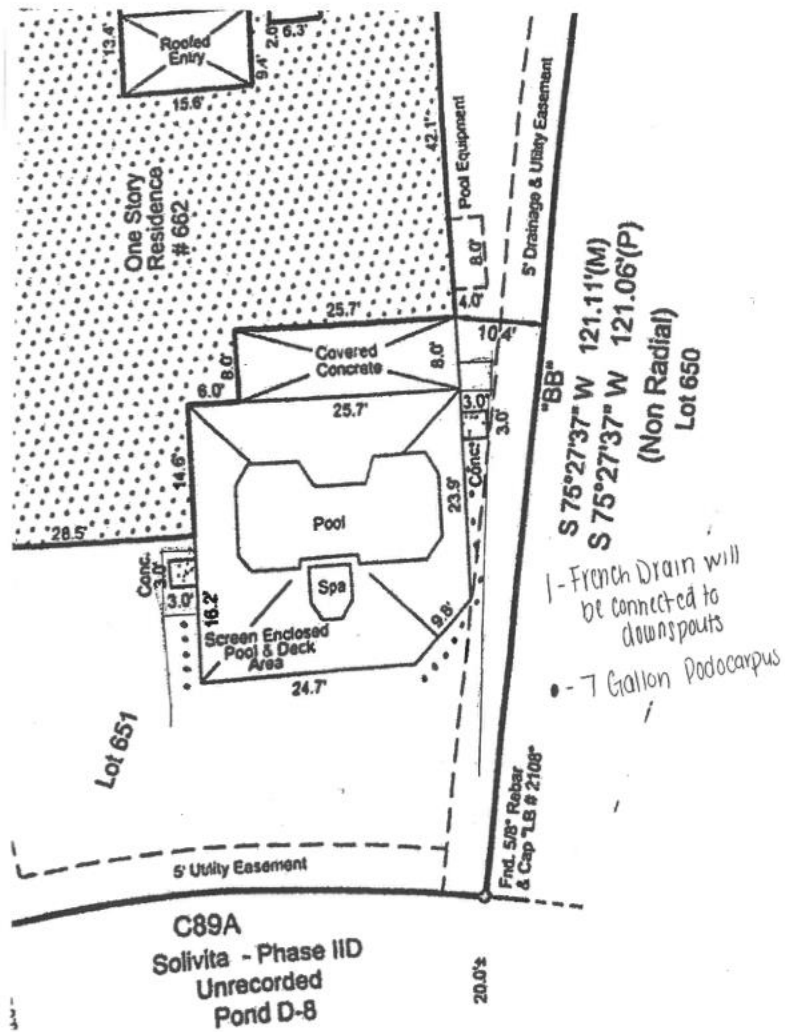 13.4'
Roofed
Entry
15.6'
9.4'
2.0'
6.3'
One Story
Residence
# 662
42.1'
Pool Equipment
8.0'
4.0'
5' Drainage & Utility Easement
25.7'
10.4'
8.0'
Covered
Concrete
8.0'
6.0'
25.7'
3.0'
3.0'
Conc.
"BB"
S 75°27'37" W 121.11'(M)
S 75°27'37" W 121.06'(P)
(Non Radial)
Lot 650
14.6'
23.9'
Pool
Spa
28.5'
Conc.
3.0'
3.0'
16.2'
Screen Enclosed
Pool & Deck
Area
9.8'
24.7'
1 - French Drain will
be connected to
downspouts
• - 7 Gallon Podocarpus
Lot 651
5' Utility Easement
Fnd. 5/8" Rebar
& Cap "LB # 2108"
C89A
Solivita - Phase IID
Unrecorded
Pond D-8
20.0'±